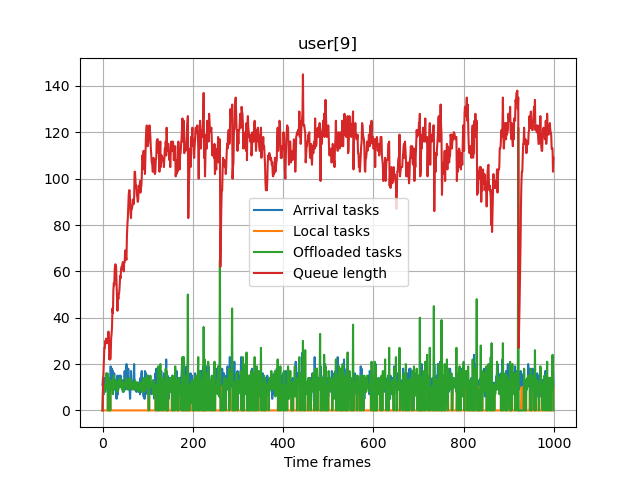 user[9]
140
120
100
80
60
40
20
0
Arrival tasks
Local tasks
Offloaded tasks
Queue length
0 200 400 600 800 1000
Time frames